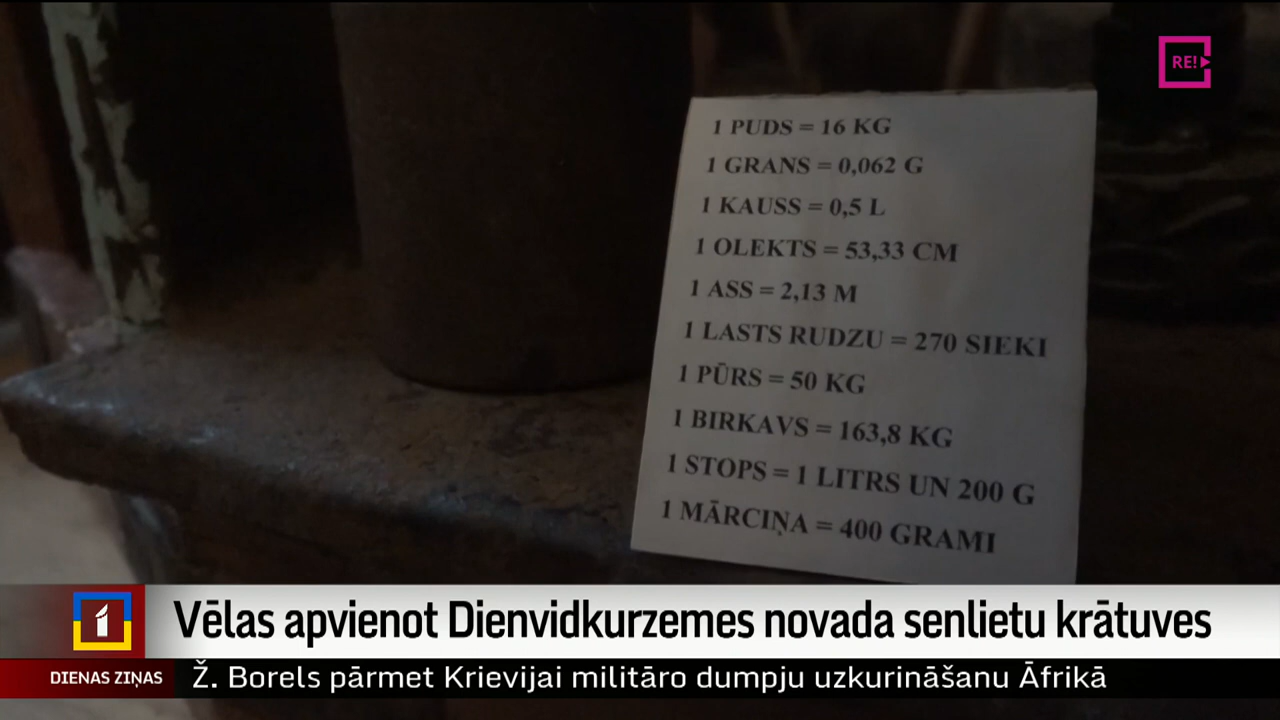 RE!
1 PUDS = 16 KG
1 GRANS = 0,062 G
1 KAUSS = 0,5 L
1 OLEKTS = 53,33 CM
1 ASS = 2,13 M
1 LASTS RUDZU = 270 SIEKI
1 PŪRS = 50 KG
1 BIRKAVS = 163,8 KG
1 STOPS = 1 LITRS UN 200 G
1 MĀRCIŅA = 400 GRAMI
1 Vēlas apvienot Dienvidkurzemes novada senlietu krātuves
DIENAS ZIŅAS Ž. Borels pārmet Krievijai militāro dumpju uzkurināšanu Āfrikā